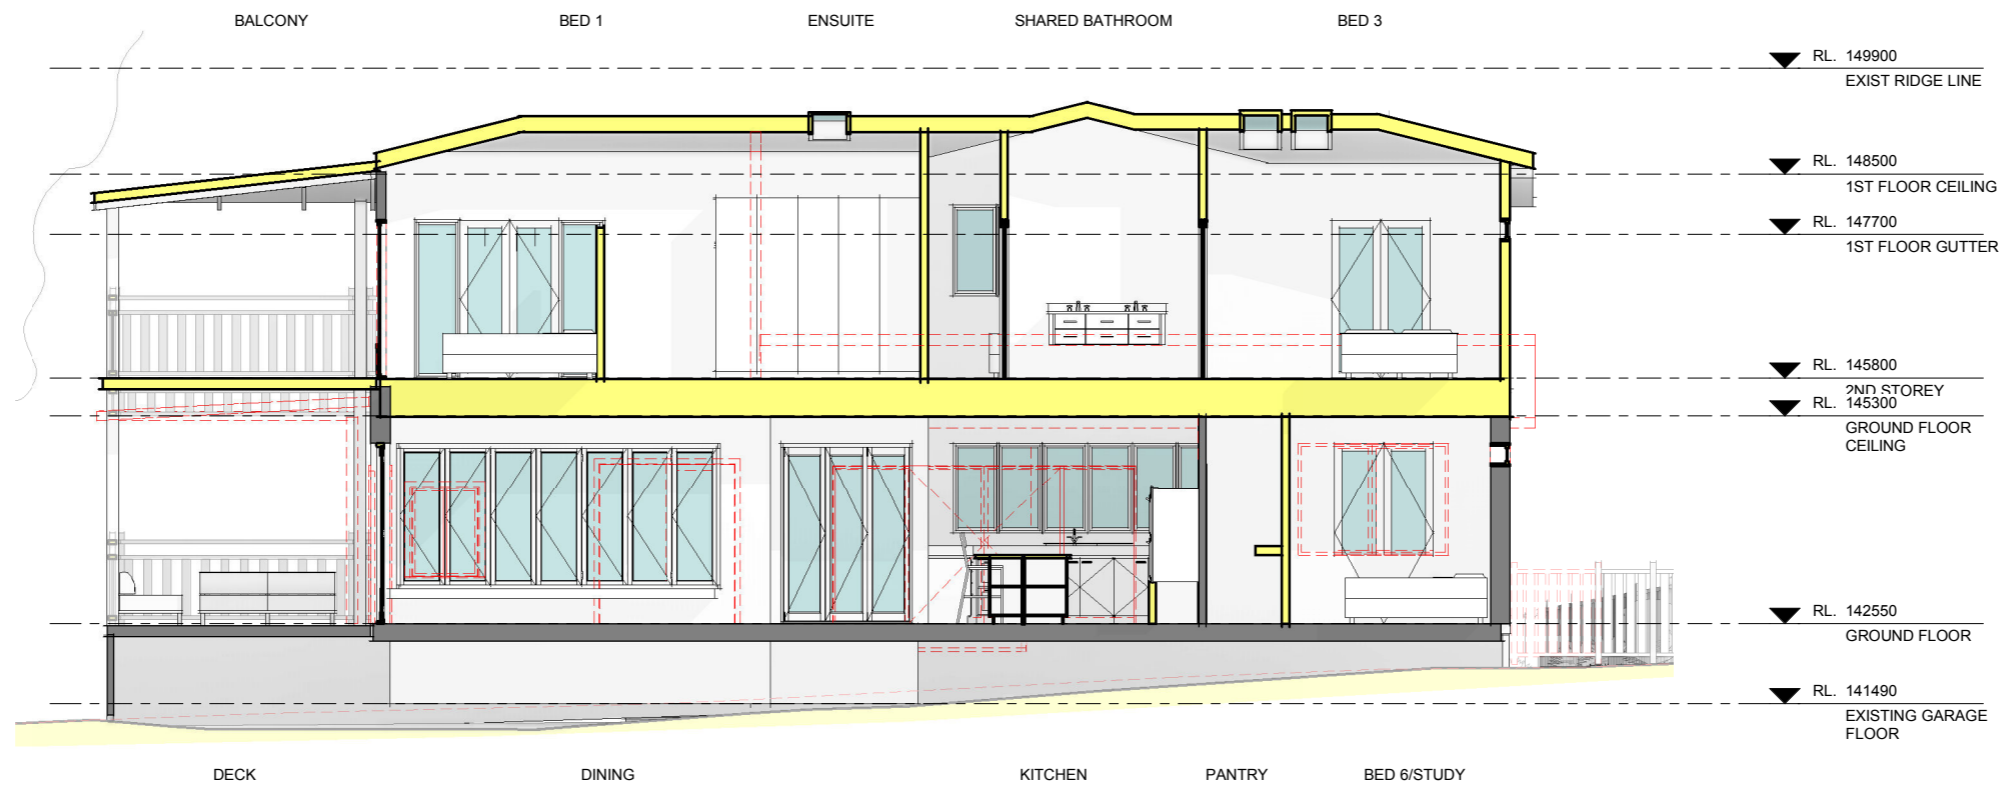 BALCONY
BED 1
ENSUITE
SHARED BATHROOM
BED 3
RL. 149900
EXIST RIDGE LINE
RL. 148500
1ST FLOOR CEILING
RL. 147700
1ST FLOOR GUTTER
RL. 145800
2ND STOREY
RL. 145300
GROUND FLOOR
CEILING
RL. 142550
GROUND FLOOR
RL. 141490
EXISTING GARAGE
FLOOR
DECK
DINING
KITCHEN
PANTRY
BED 6/STUDY